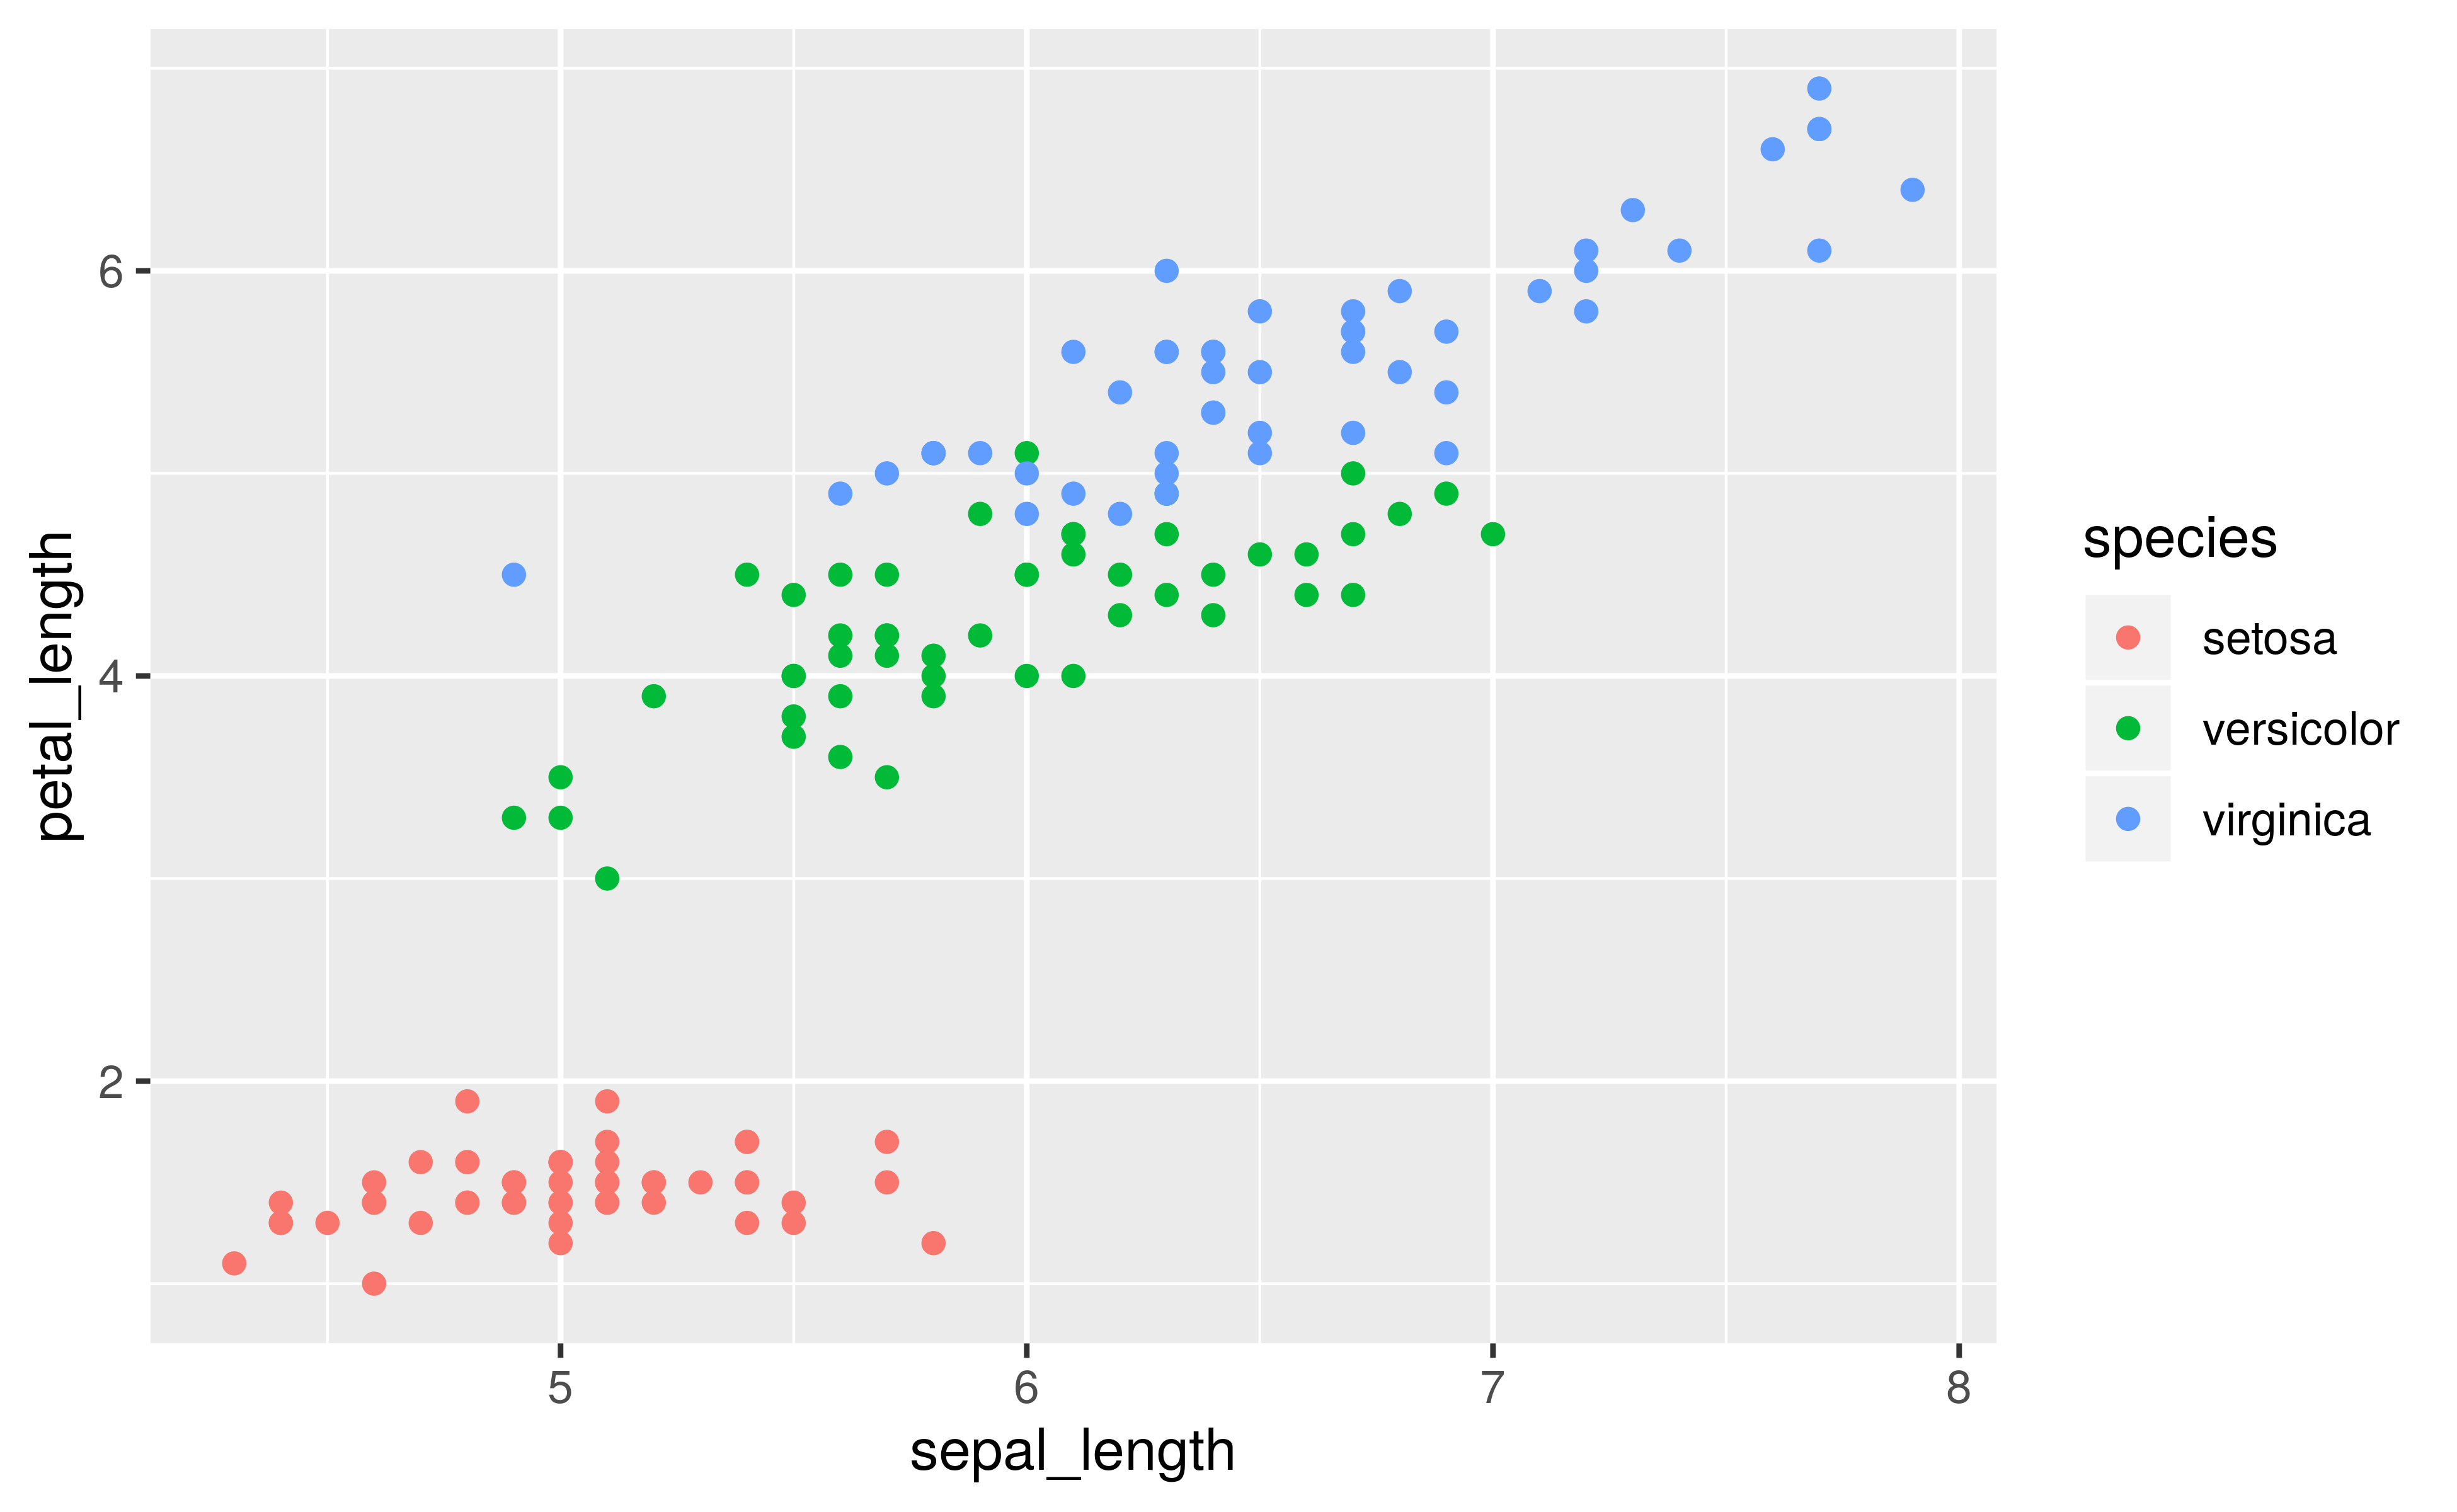 petal_length
6
4
2
5 6 7 8
sepal_length
species
setosa
versicolor
virginica